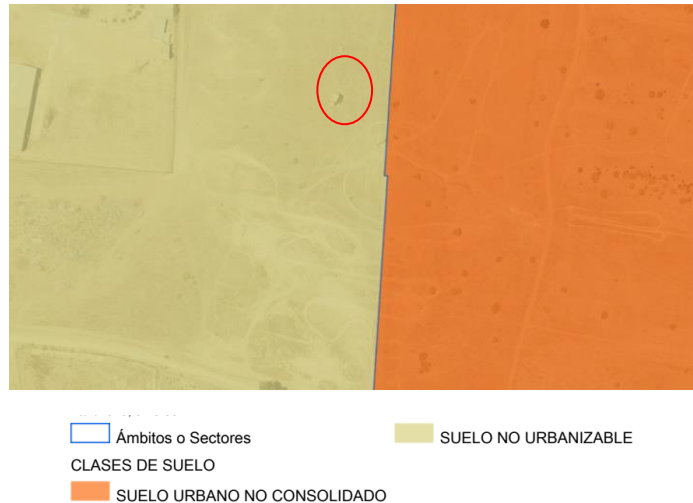 Ámbitos o Sectores
SUELO NO URBANIZABLE
CLASES DE SUELO
SUELO URBANO NO CONSOLIDADO